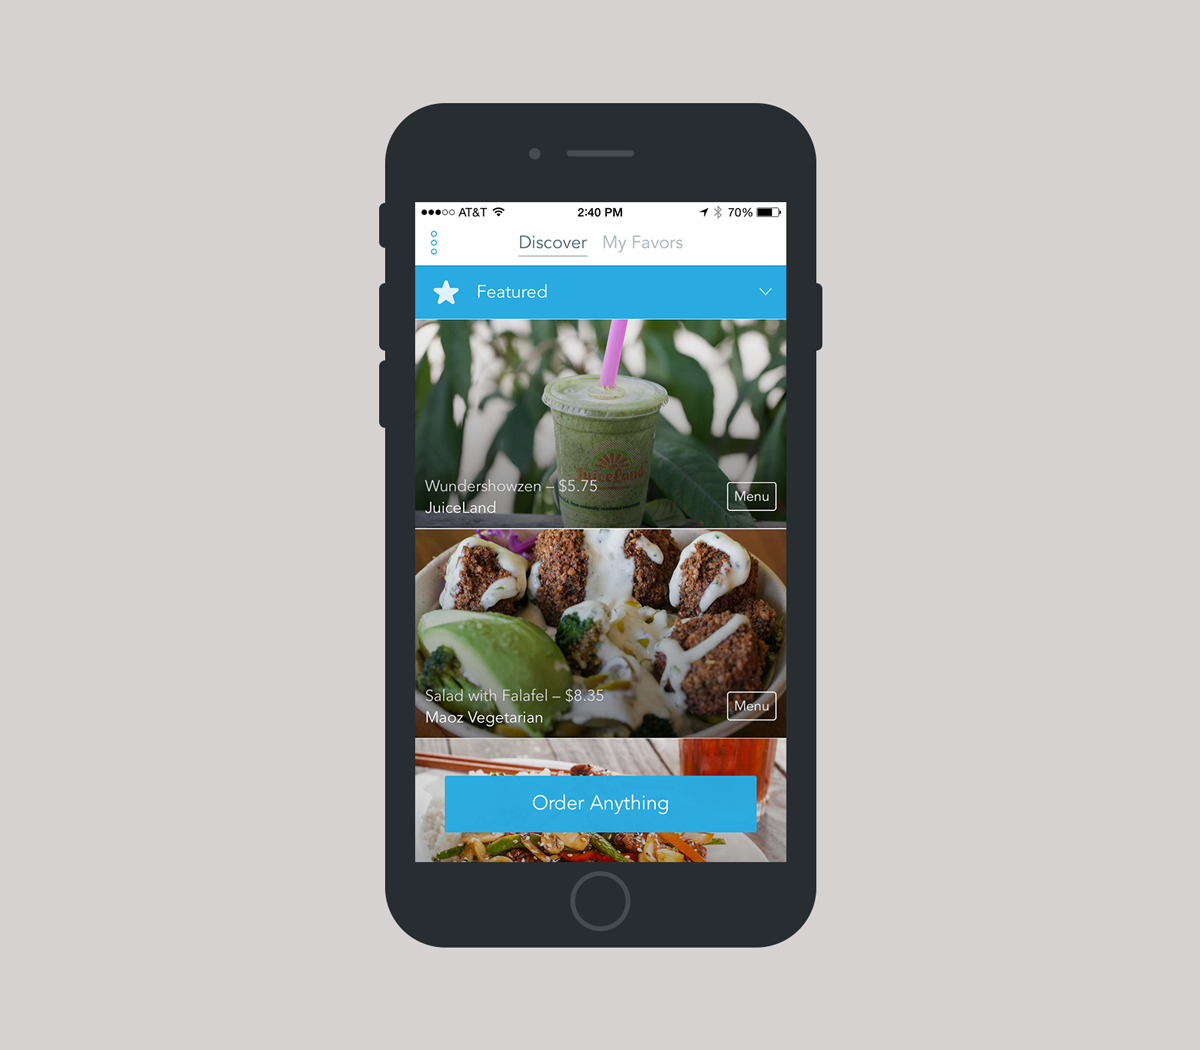 AT&T
2:40 PM
70%
Discover
My Favors
Featured
JuiceLand
Wundershowzen – $5.75
JuiceLand
Menu
Salad with Falafel – $8.35
Maoz Vegetarian
Menu
Order Anything